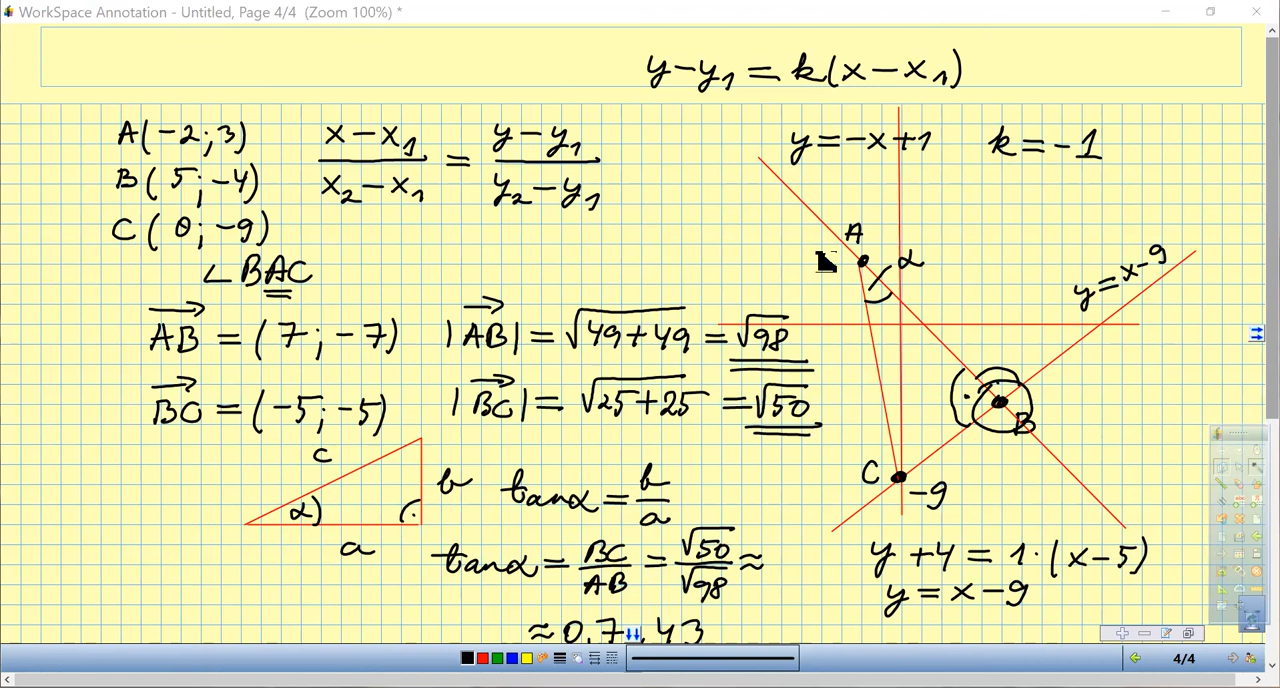 WorkSpace Annotation - Untitled, Page 4/4 (Zoom 100%) *
y-y₁ = k(x-x₁)
A(-2;3)
B(5;-4)
C(0;-9)
(x-x₁)/(x₂-x₁) = (y-y₁)/(y₂-y₁)
y=-x+1 k=-1
∠BAC
AB→ = (7;-7) |AB→| = √49+49 = √98
BC→ = (-5;-5) |BC→| = √25+25 = √50
c
b
a
α
tanα = b/a
tanα = BC/AB = √50/√98 ≈
A
α
y=x-9
B
C
-9
y+4 = 1·(x-5)
y = x-9
4/4